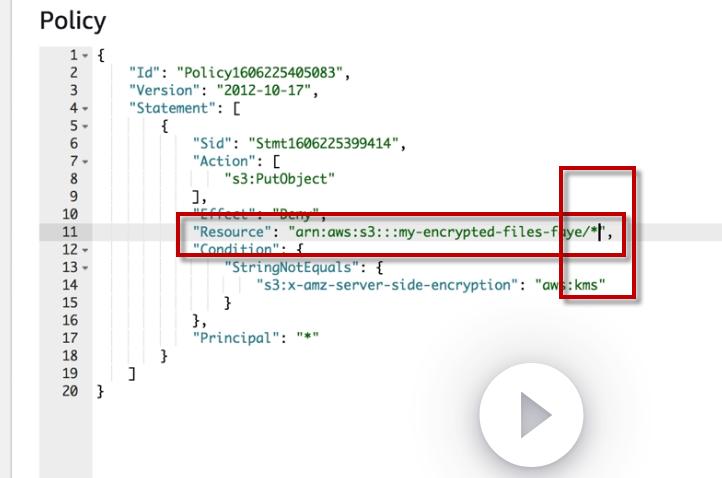 Policy
1 {
2 "Id": "Policy1606225405083",
3 "Version": "2012-10-17",
4 "Statement": [
5 {
6 "Sid": "Stmt1606225399414",
7 "Action": [
8 "s3:PutObject"
9 ],
10 "Effect": "Deny",
11 "Resource": "arn:aws:s3:::my-encrypted-files-faye/*",
12 "Condition": {
13 "StringNotEquals": {
14 "s3:x-amz-server-side-encryption": "aws:kms"
15 }
16 },
17 "Principal": "*"
18 }
19 ]
20 }